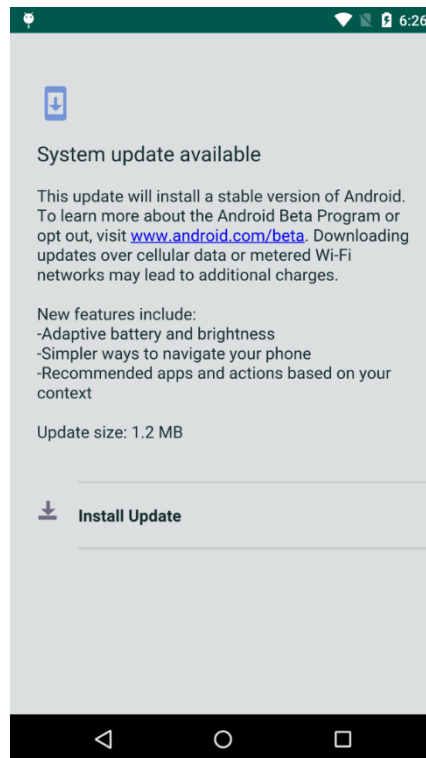 6:26
System update available
This update will install a stable version of Android.
To learn more about the Android Beta Program or
opt out, visit www.android.com/beta. Downloading
updates over cellular data or metered Wi-Fi
networks may lead to additional charges.
New features include:
-Adaptive battery and brightness
-Simpler ways to navigate your phone
-Recommended apps and actions based on your
context
Update size: 1.2 MB
Install Update